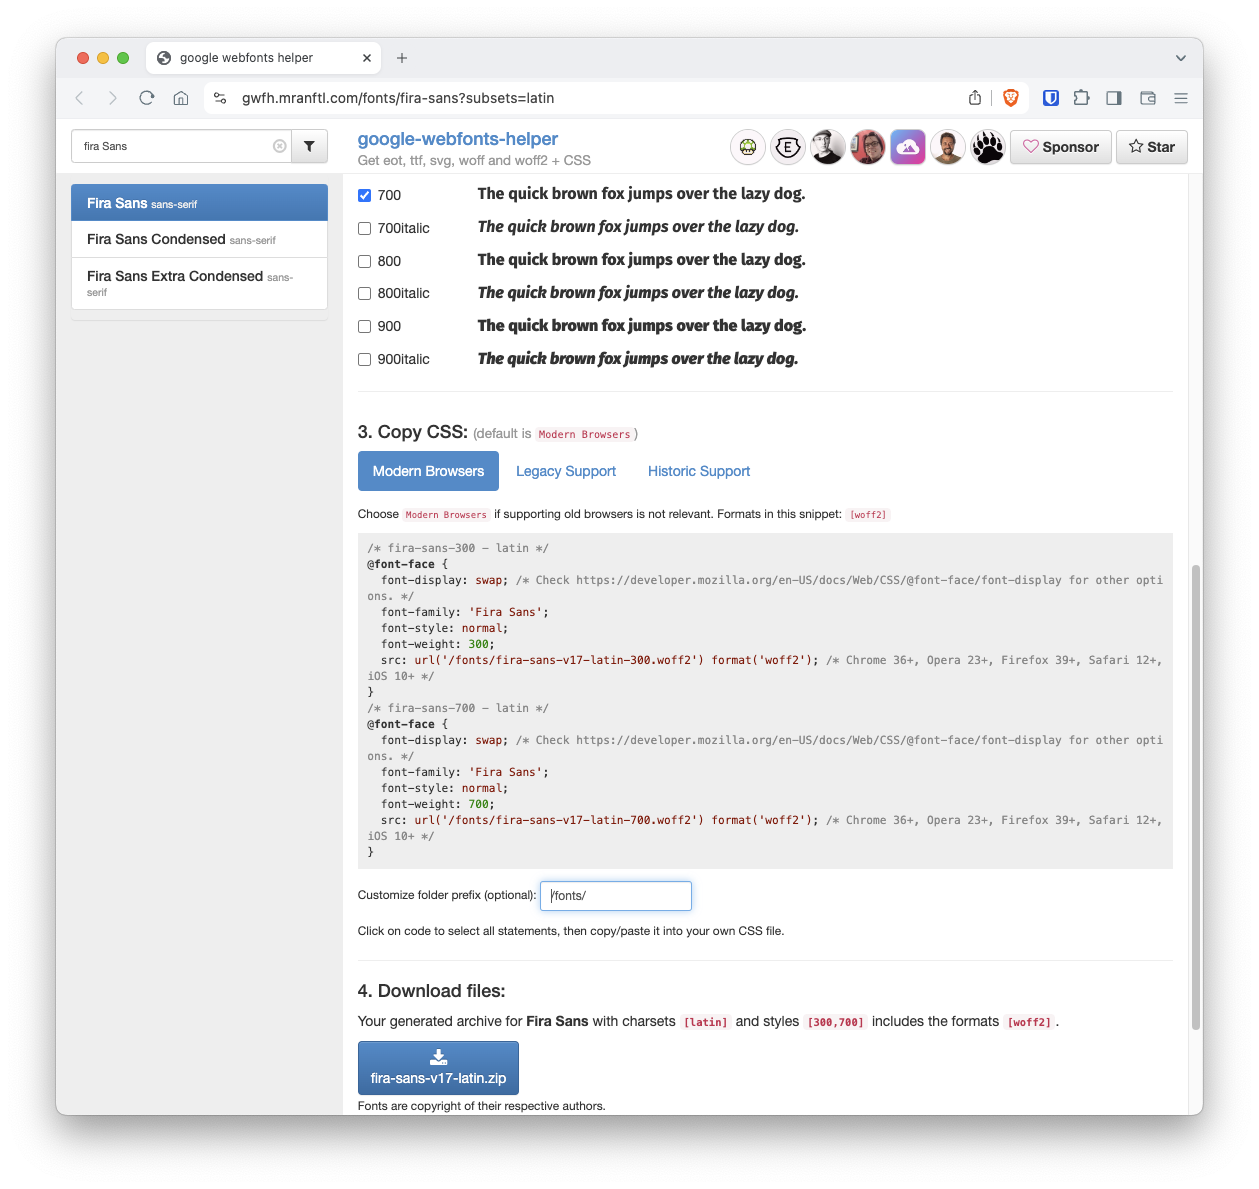 google webfonts helper
gwfh.mranftl.com/fonts/fira-sans?subsets=latin
fira Sans
google-webfonts-helper
Get eot, ttf, svg, woff and woff2 + CSS
E
Sponsor
Star
Fira Sans sans-serif
Fira Sans Condensed sans-serif
Fira Sans Extra Condensed sans-
serif
700 The quick brown fox jumps over the lazy dog.
700italic The quick brown fox jumps over the lazy dog.
800 The quick brown fox jumps over the lazy dog.
800italic The quick brown fox jumps over the lazy dog.
900 The quick brown fox jumps over the lazy dog.
900italic The quick brown fox jumps over the lazy dog.
3. Copy CSS: (default is Modern Browsers )
Modern Browsers Legacy Support Historic Support
Choose Modern Browsers if supporting old browsers is not relevant. Formats in this snippet: [woff2]
/* fira-sans-300 - latin */
@font-face {
  font-display: swap; /* Check https://developer.mozilla.org/en-US/docs/Web/CSS/@font-face/font-display for other opti
ons. */
  font-family: 'Fira Sans';
  font-style: normal;
  font-weight: 300;
  src: url('/fonts/fira-sans-v17-latin-300.woff2') format('woff2'); /* Chrome 36+, Opera 23+, Firefox 39+, Safari 12+,
iOS 10+ */
}
/* fira-sans-700 - latin */
@font-face {
  font-display: swap; /* Check https://developer.mozilla.org/en-US/docs/Web/CSS/@font-face/font-display for other opti
ons. */
  font-family: 'Fira Sans';
  font-style: normal;
  font-weight: 700;
  src: url('/fonts/fira-sans-v17-latin-700.woff2') format('woff2'); /* Chrome 36+, Opera 23+, Firefox 39+, Safari 12+,
iOS 10+ */
}
Customize folder prefix (optional): /fonts/
Click on code to select all statements, then copy/paste it into your own CSS file.
4. Download files:
Your generated archive for Fira Sans with charsets [latin] and styles [300,700] includes the formats [woff2] .
fira-sans-v17-latin.zip
Fonts are copyright of their respective authors.